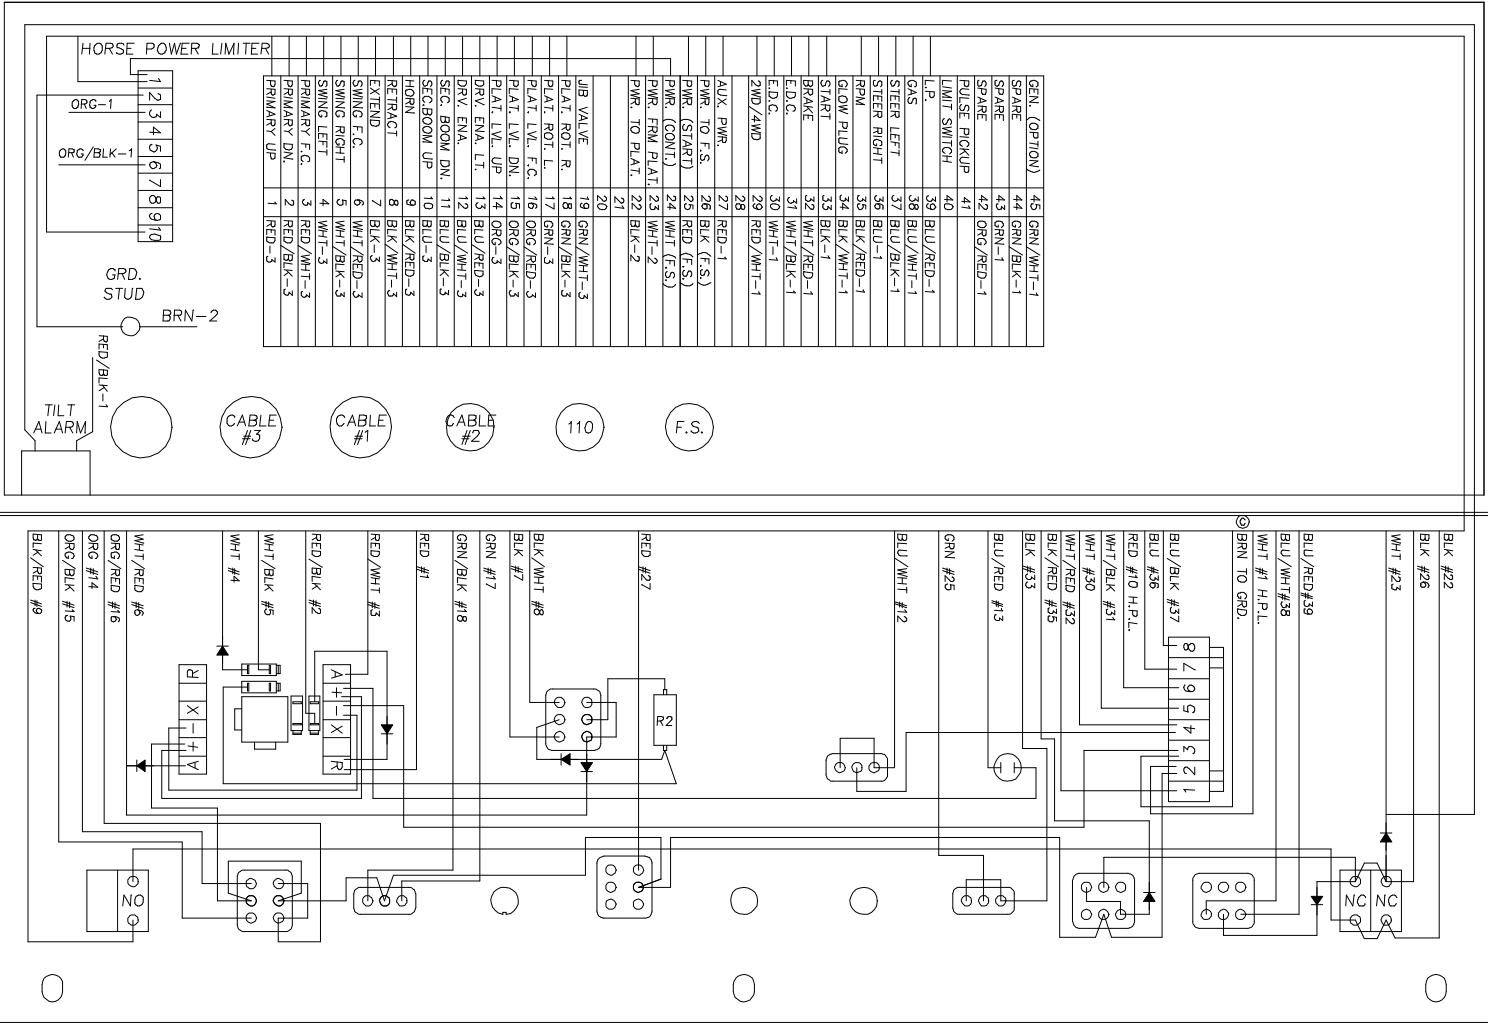 HORSE POWER LIMITER
1
2
3
4
5
6
7
8
9
10
ORG-1
ORG/BLK-1
GRD.
STUD
BRN-2
RED/BLK-1
TILT
ALARM
PRIMARY UP 1 RED-3
PRIMARY DN. 2 RED/BLK-3
PRIMARY F.C. 3 RED/WHT-3
SWING LEFT 4 WHT-3
SWING RIGHT 5 WHT/BLK-3
SWING F.C. 6 WHT/RED-3
EXTEND 7 BLK-3
RETRACT 8 BLK/WHT-3
HORN 9 BLK/RED-3
SEC.BOOM UP 10 BLU-3
SEC. BOOM DN. 11 BLU/BLK-3
DRV. ENA. 12 BLU/WHT-3
DRV. ENA. LT. 13 BLU/RED-3
PLAT. LVL. UP 14 ORG-3
PLAT. LVL. DN. 15 ORG/BLK-3
PLAT. LVL. F.C. 16 ORG/RED-3
PLAT. ROT. L. 17 GRN-3
PLAT. ROT. R. 18 GRN/BLK-3
JIB VALVE 19 GRN/WHT-3
20
21
PWR. TO PLAT. 22 BLK-2
PWR. FRM PLAT. 23 WHT-2
PWR. (CONT.) 24 WHT (F.S.)
PWR. (START) 25 RED (F.S.)
PWR. TO F.S. 26 BLK (F.S.)
AUX. PWR. 27 RED-1
28
2WD/4WD 29 RED/WHT-1
E.D.C. 30 WHT-1
E.D.C. 31 WHT/BLK-1
BRAKE 32 WHT/RED-1
START 33 BLK-1
GLOW PLUG 34 BLK/WHT-1
RPM 35 BLK/RED-1
STEER RIGHT 36 BLU-1
STEER LEFT 37 BLU/BLK-1
GAS 38 BLU/WHT-1
L.P. 39 BLU/RED-1
LIMIT SWITCH 40
PULSE PICKUP 41
SPARE 42 ORG/RED-1
SPARE 43 GRN-1
SPARE 44 GRN/BLK-1
GEN. (OPTION) 45 GRN/WHT-1
CABLE
#3
CABLE
#1
CABLE
#2
110
F.S.
BLK/RED #9
ORG/BLK #15
ORG #14
ORG/RED #16
WHT/RED #6
WHT #4
WHT/BLK #5
RED/BLK #2
RED/WHT #3
RED #1
GRN/BLK #18
GRN #17
BLK #7
BLK/WHT #8
RED #27
BLU/WHT #12
GRN #25
BLU/RED #13
BLK #33
BLK/RED #35
WHT/RED #32
WHT #30
WHT/BLK #31
RED #10 H.P.L.
BLU #36
BLU/BLK #37
©
BRN TO GRD.
WHT #1 H.P.L.
BLU/WHT#38
BLU/RED#39
WHT #23
BLK #26
BLK #22
R
X
-
+
A
A
+
-
X
R
R2
8
7
6
5
4
3
2
1
NO
NC
NC